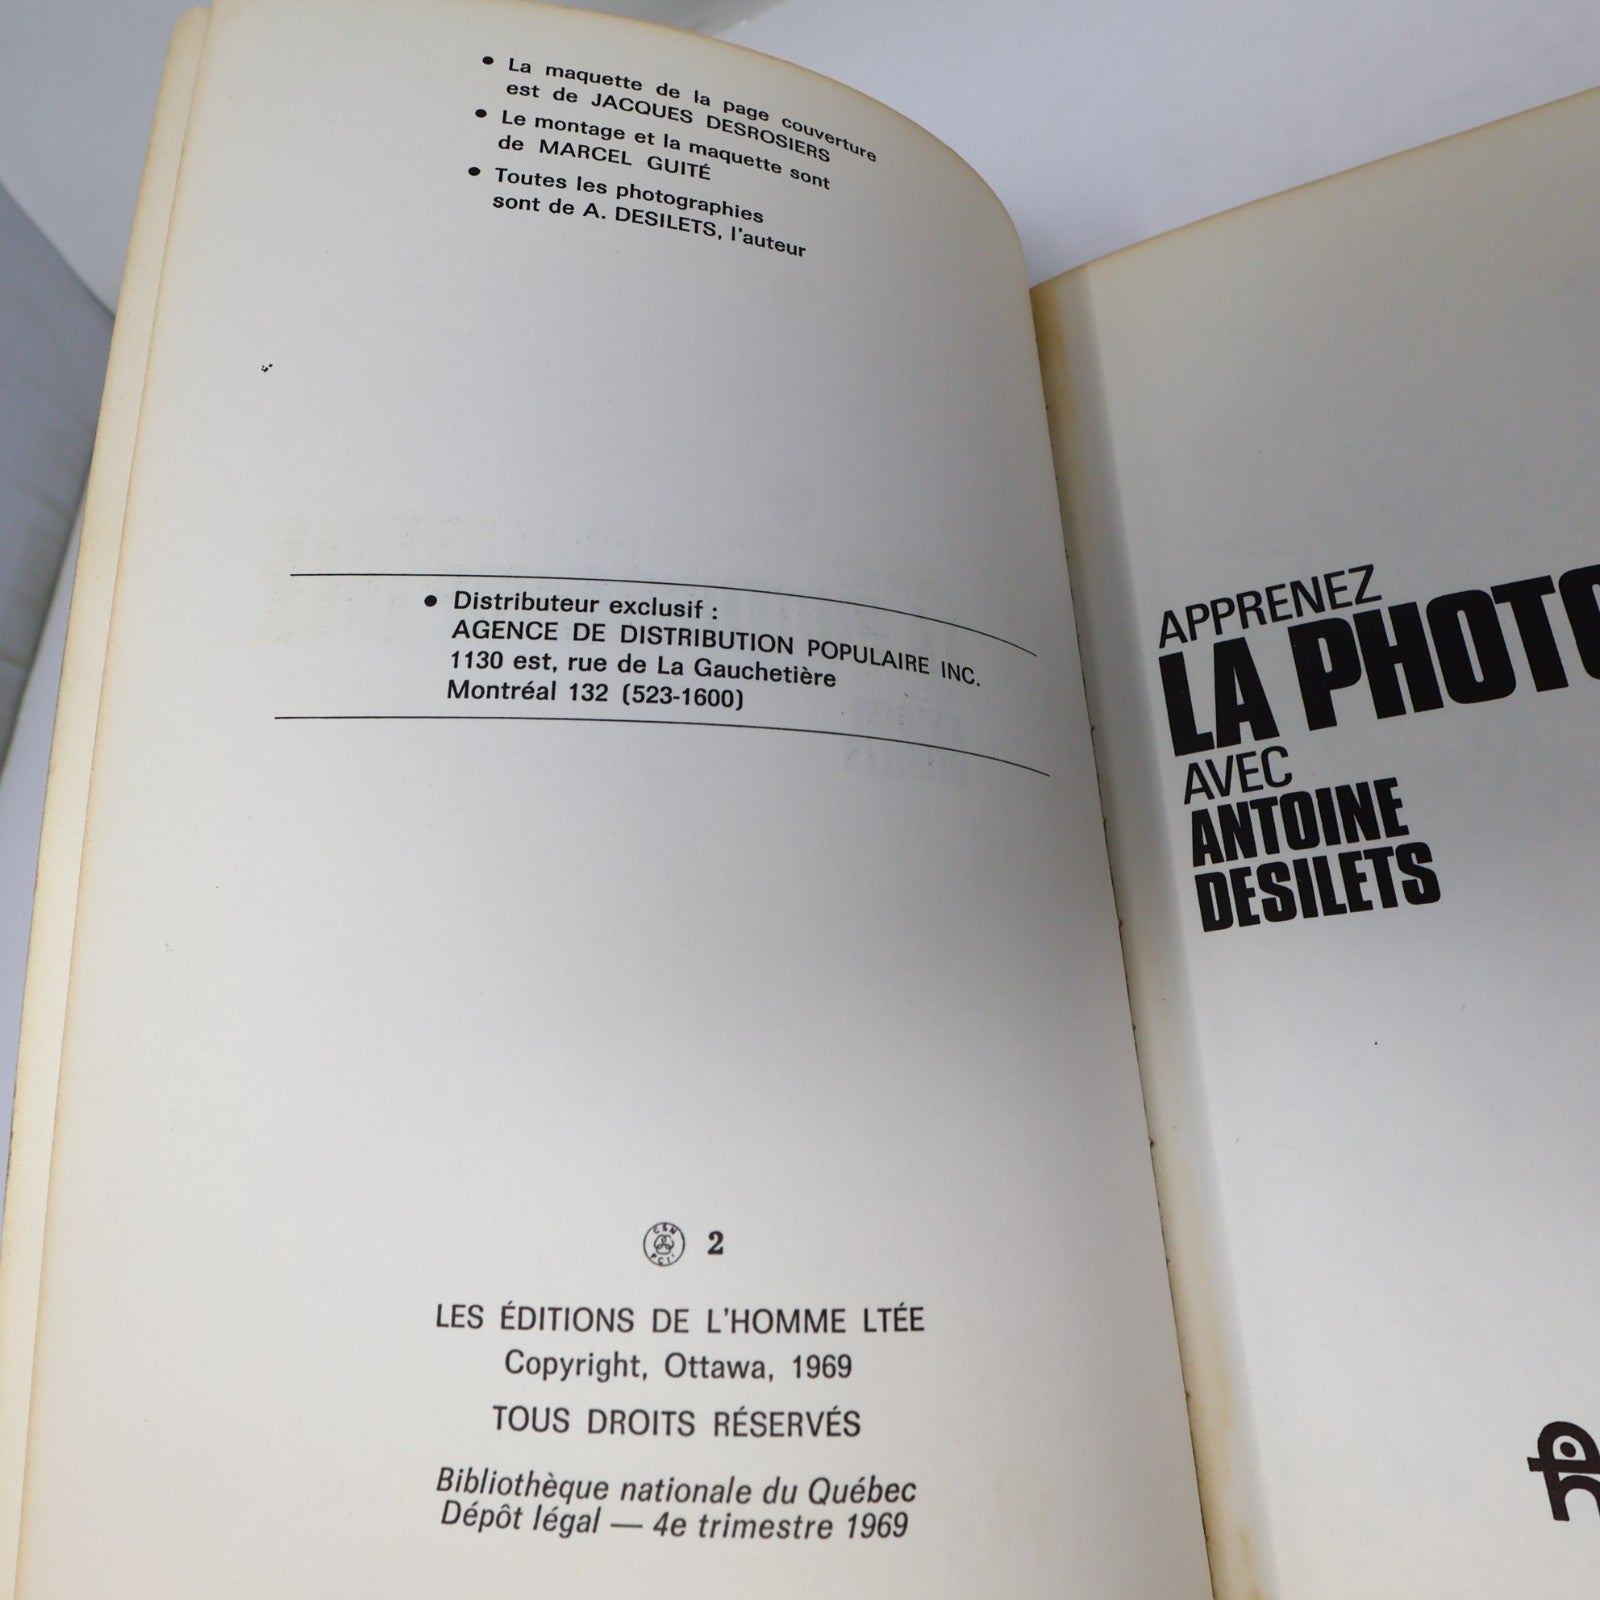 • La maquette de la page couverture
est de JACQUES DESROSIERS
• Le montage et la maquette sont
de MARCEL GUITÉ
• Toutes les photographies
sont de A. DESILETS, l'auteur
• Distributeur exclusif :
AGENCE DE DISTRIBUTION POPULAIRE INC.
1130 est, rue de La Gauchetière
Montréal 132 (523-1600)
2
LES ÉDITIONS DE L'HOMME LTÉE
Copyright, Ottawa, 1969
TOUS DROITS RÉSERVÉS
Bibliothèque nationale du Québec
Dépôt légal — 4e trimestre 1969
APPRENEZ
LA PHOTO
AVEC
ANTOINE
DESILETS